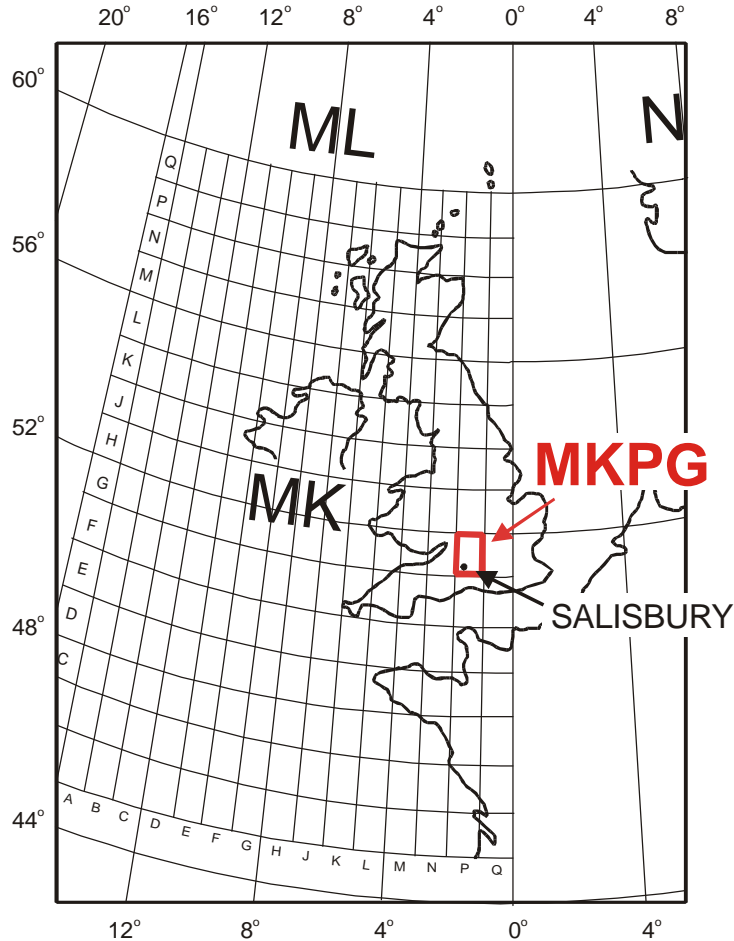 20° 16° 12° 8° 4° 0° 4° 8°
60°
ML
N
Q
P
N
56°
M
L
K
J
52°
H
MKPG
G
MK
F
E
SALISBURY
D
48°
C
44°
A B C D E F G H J K L M N P Q
12° 8° 4° 0° 4°